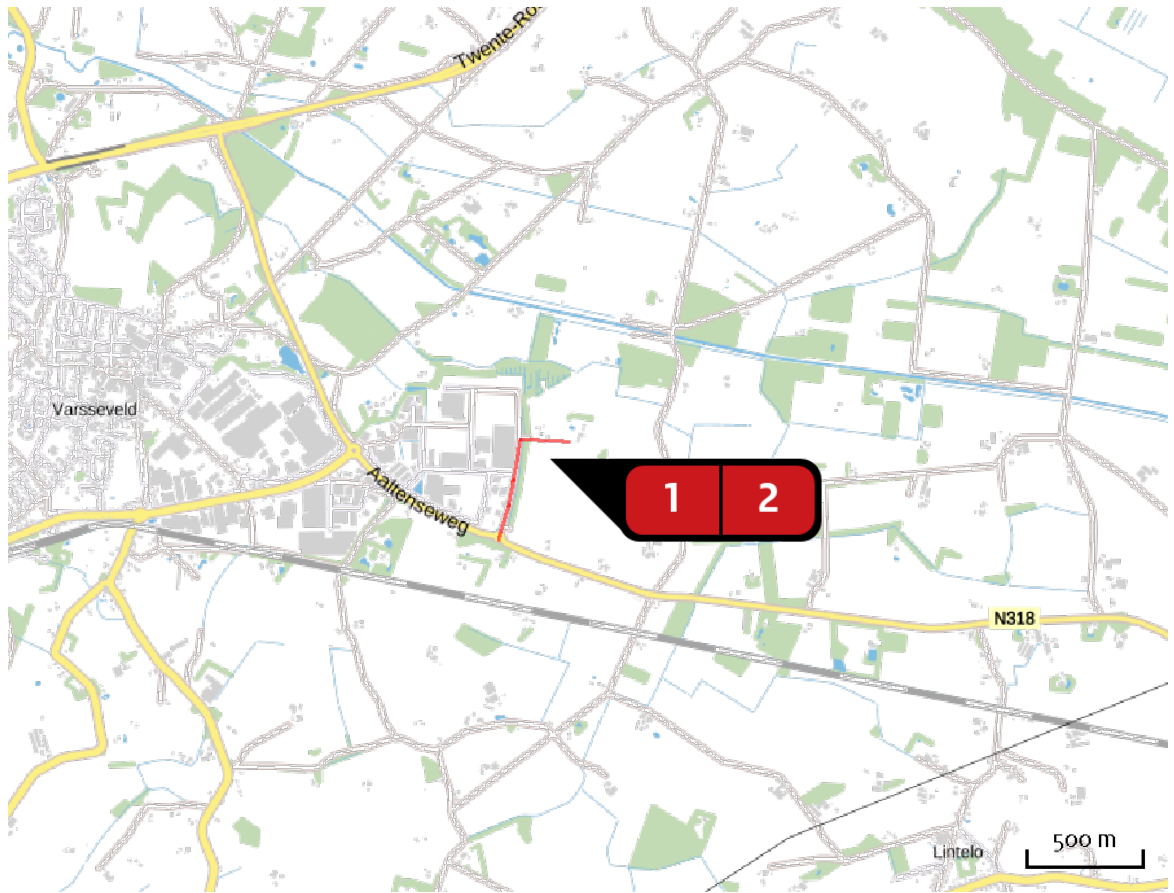 Twente-Ro
Varsseveld
Aaltenseweg
1 2
N318
Lintelo
500 m